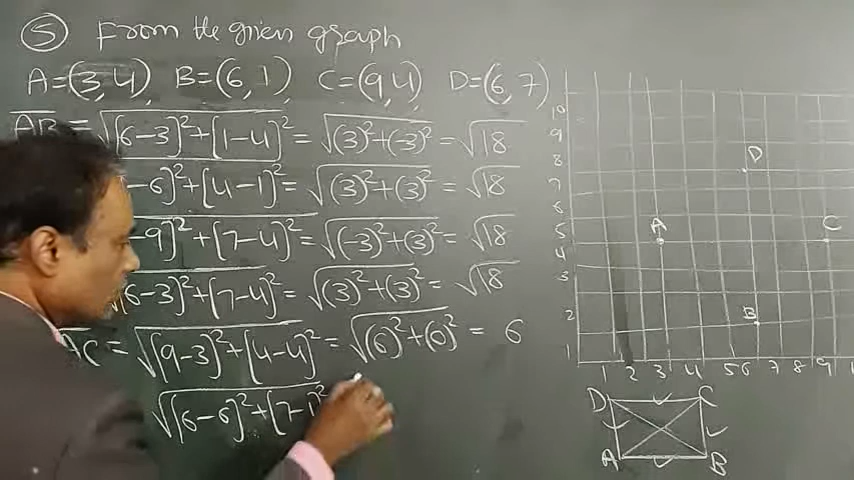 5 From the given graph
A=(3,4), B=(6,1), C=(9,4), D=(6,7)
AB = √[6-3]²+[1-4]² = √(3)²+(-3)² = √18
-6]²+[4-1]² = √(3)²+(3)² = √18
-9]²+[7-4]² = √(-3)²+(3)² = √18
√[6-3]²+[7-4]² = √(3)²+(3)² = √18
AC = √[9-3]²+[4-4]² = √(6)²+(0)² = 6
√[6-6]²+[7-1]²
10
9
8
7
6
5
4
3
2
1
1 2 3 4 5 6 7 8 9 1
D
A
C
B
D C
A B